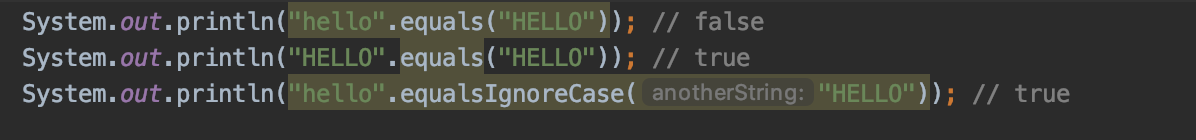 System.out.println("hello".equals("HELLO")); // false
System.out.println("HELLO".equals("HELLO")); // true
System.out.println("hello".equalsIgnoreCase( anotherString: "HELLO")); // true